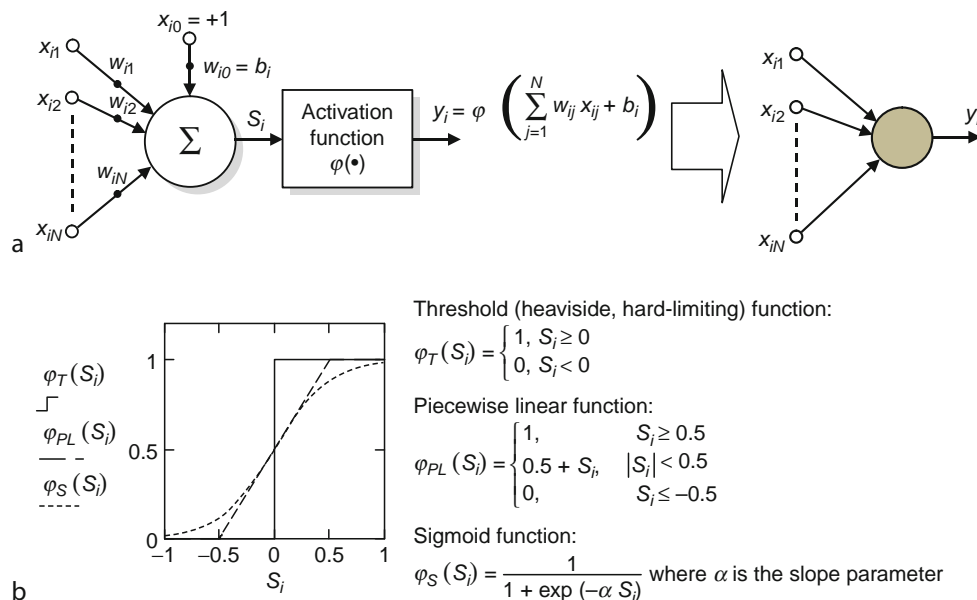 x_{i0} = +1
x_{i1}
w_{i1}
w_{i0} = b_i
x_{i2}
w_{i2}
Σ
S_i
Activation
function
φ(•)
y_i = φ ( \sum_{j=1}^{N} w_{ij} x_{ij} + b_i )
w_{iN}
x_{iN}
x_{i1}
x_{i2}
x_{iN}
a
Threshold (heaviside, hard-limiting) function:
φ_T(S_i) = { 1, S_i ≥ 0
0, S_i < 0
Piecewise linear function:
φ_{PL}(S_i) = { 1, S_i ≥ 0.5
0.5 + S_i, |S_i| < 0.5
0, S_i ≤ −0.5
Sigmoid function:
φ_S(S_i) = \frac{1}{1 + exp (−α S_i)} where α is the slope parameter
φ_T(S_i)
φ_{PL}(S_i)
φ_S(S_i)
1
0.5
0
−1 −0.5 0 0.5 1
S_i
b